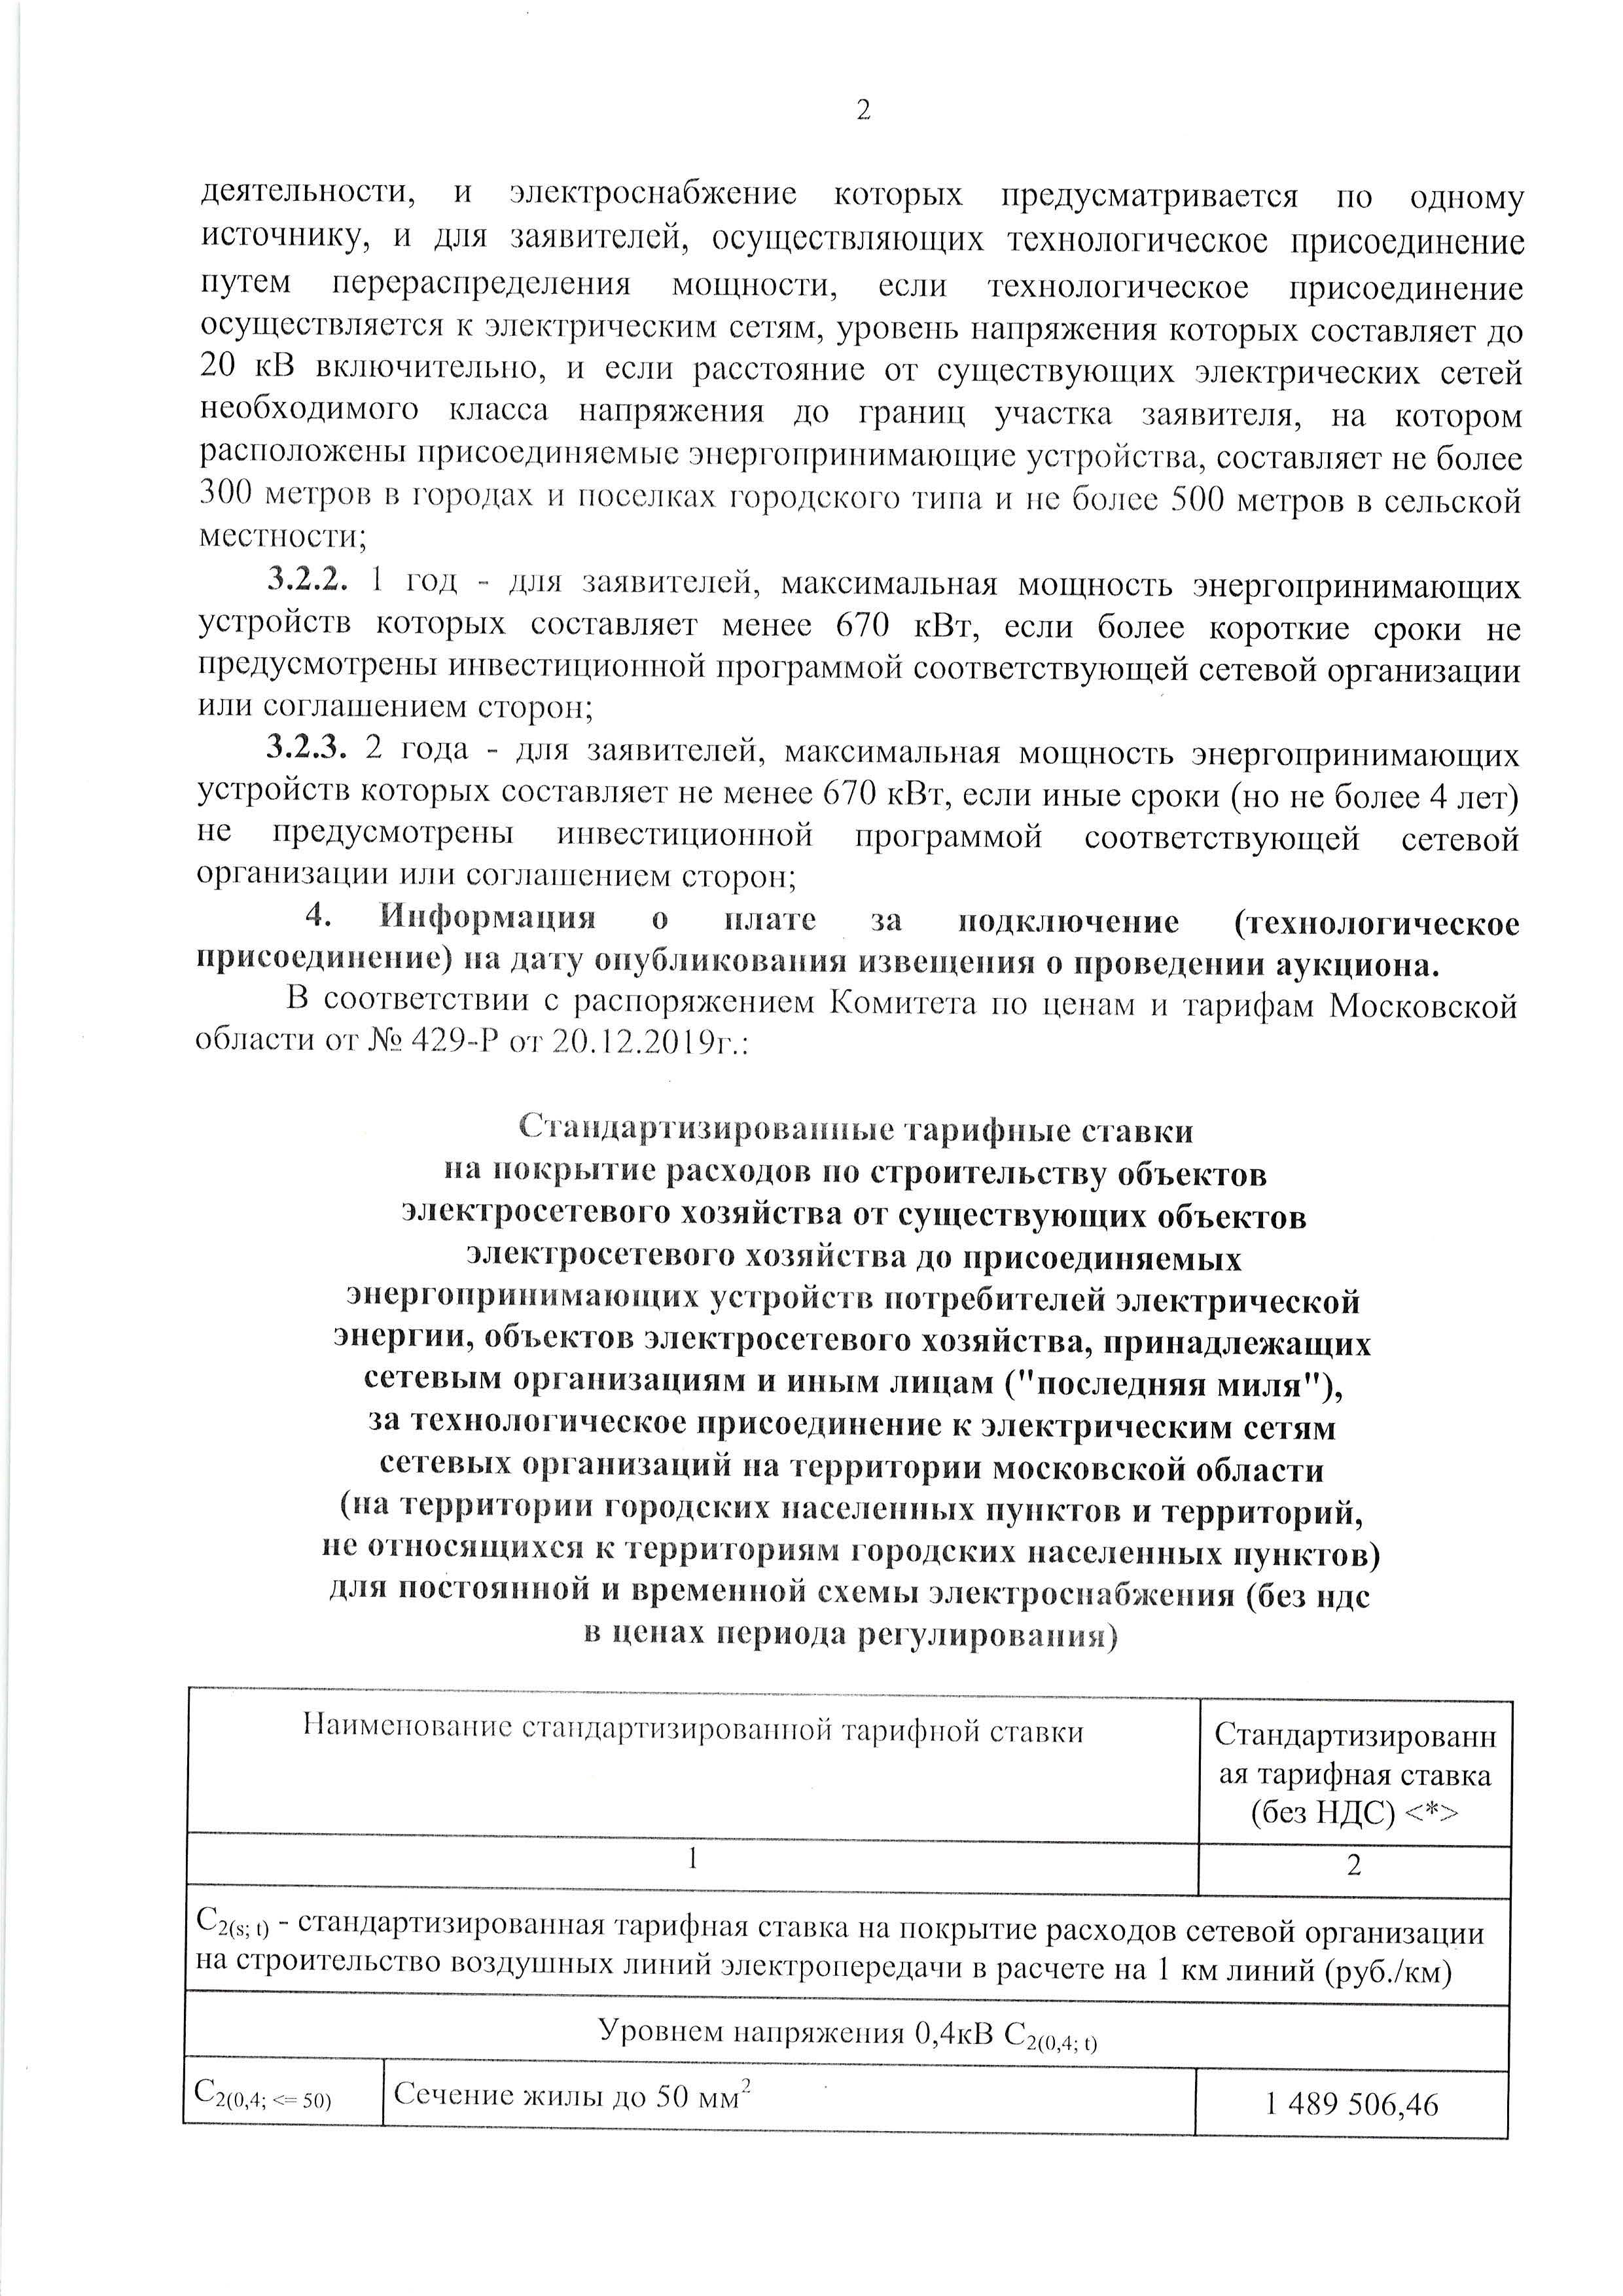 2
деятельности, и электроснабжение которых предусматривается по одному
источнику, и для заявителей, осуществляющих технологическое присоединение
путем перераспределения мощности, если технологическое присоединение
осуществляется к электрическим сетям, уровень напряжения которых составляет до
20 кВ включительно, и если расстояние от существующих электрических сетей
необходимого класса напряжения до границ участка заявителя, на котором
расположены присоединяемые энергопринимающие устройства, составляет не более
300 метров в городах и поселках городского типа и не более 500 метров в сельской
местности;
3.2.2. 1 год - для заявителей, максимальная мощность энергопринимающих
устройств которых составляет менее 670 кВт, если более короткие сроки не
предусмотрены инвестиционной программой соответствующей сетевой организации
или соглашением сторон;
3.2.3. 2 года - для заявителей, максимальная мощность энергопринимающих
устройств которых составляет не менее 670 кВт, если иные сроки (но не более 4 лет)
не предусмотрены инвестиционной программой соответствующей сетевой
организации или соглашением сторон;
4. Информация о плате за подключение (технологическое
присоединение) на дату опубликования извещения о проведении аукциона.
В соответствии с распоряжением Комитета по ценам и тарифам Московской
области от № 429-Р от 20.12.2019г.:
Стандартизированные тарифные ставки
на покрытие расходов по строительству объектов
электросетевого хозяйства от существующих объектов
электросетевого хозяйства до присоединяемых
энергопринимающих устройств потребителей электрической
энергии, объектов электросетевого хозяйства, принадлежащих
сетевым организациям и иным лицам ("последняя миля"),
за технологическое присоединение к электрическим сетям
сетевых организаций на территории московской области
(на территории городских населенных пунктов и территорий,
не относящихся к территориям городских населенных пунктов)
для постоянной и временной схемы электроснабжения (без ндс
в ценах периода регулирования)
Наименование стандартизированной тарифной ставки
Стандартизированн
ая тарифная ставка
(без НДС) <*>
1
2
C2(s; t) - стандартизированная тарифная ставка на покрытие расходов сетевой организации
на строительство воздушных линий электропередачи в расчете на 1 км линий (руб./км)
Уровнем напряжения 0,4кВ C2(0,4; t)
C2(0,4; <= 50)
Сечение жилы до 50 мм²
1 489 506,46